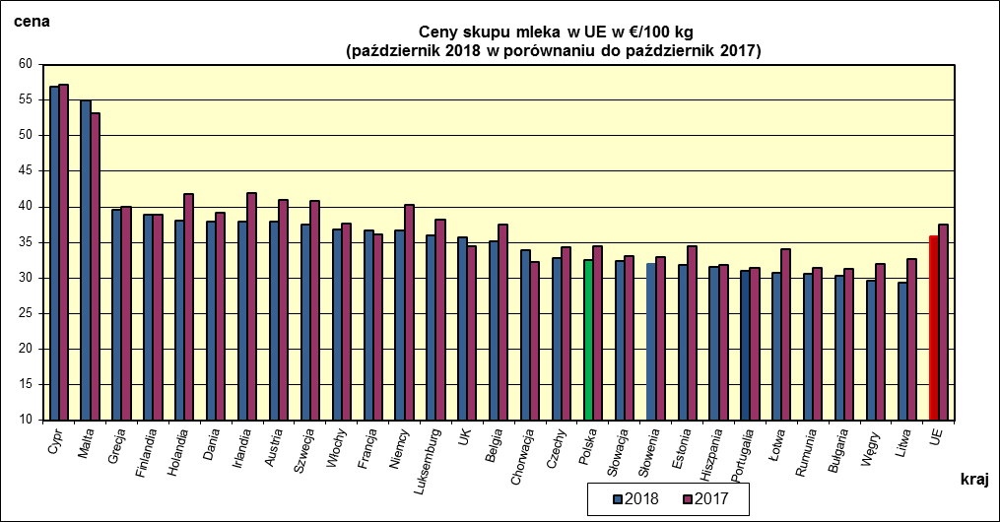 cena
Ceny skupu mleka w UE w €/100 kg
(październik 2018 w porównaniu do październik 2017)
60
55
50
45
40
35
30
25
20
15
10
Cypr
Malta
Grecja
Finlandia
Holandia
Dania
Irlandia
Austria
Szwecja
Włochy
Francja
Niemcy
Luksemburg
UK
Belgia
Chorwacja
Czechy
Polska
Słowacja
Słowenia
Estonia
Hiszpania
Portugalia
Łotwa
Rumunia
Bułgaria
Węgry
Litwa
UE
kraj
2018 2017